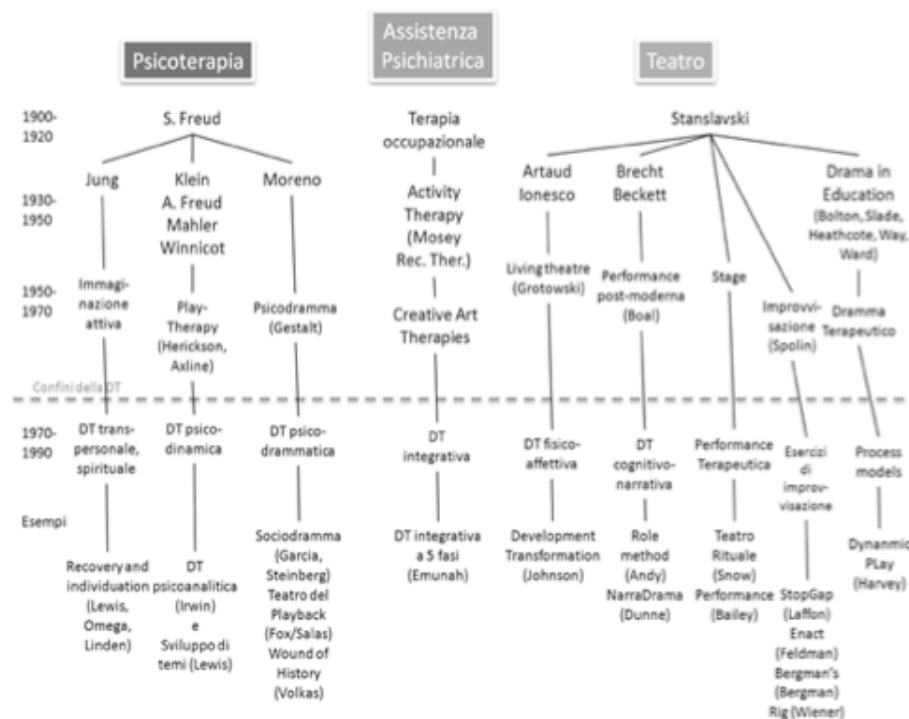 Psicoterapia
Assistenza
Psichiatrica
Teatro
1900-
1920
S. Freud
Terapia
occupazionale
Stanslavski
1930-
1950
Jung
Klein
A. Freud
Mahler
Winnicot
Moreno
Activity
Therapy
(Mosey
Rec. Ther.)
Artaud
Ionesco
Brecht
Beckett
Drama in
Education
(Bolton, Slade,
Heathcote, Way,
Ward)
1950-
1970
Immagi-
nazione
attiva
Play-
Therapy
(Herickson,
Axline)
Psicodramma
(Gestalt)
Creative Art
Therapies
Living theatre
(Grotowski)
Performance
post-moderna
(Boal)
Stage
Improvvi-
sazione
(Spolin)
Dramma
Terapeutico
Confini della DT
1970-
1990
DT trans-
personale,
spirituale
DT psico-
dinamica
DT psico-
drammatica
DT
integrativa
DT fisico-
affettiva
DT
cognitivo-
narrativa
Performance
Terapeutica
Esercizi
di
improv-
visazione
Process
models
Esempi
Recovery and
individuation
(Lewis,
Omega,
Linden)
DT
psicoanalitica
(Irwin)
e
Sviluppo di
temi (Lewis)
Sociodramma
(Garcia,
Steinberg)
Teatro del
Playback
(Fox/Salas)
Wound of
History
(Volkas)
DT integrativa
a 5 fasi
(Emunah)
Development
Transformation
(Johnson)
Role
method
(Andy)
NarraDrama
(Dunne)
Teatro
Rituale
(Snow)
Performance
(Bailey)
StopGap
(Laffon)
Enact
(Feldman)
Bergman's
(Bergman)
Rig (Wiener)
Dynanmic
PLay
(Harvey)